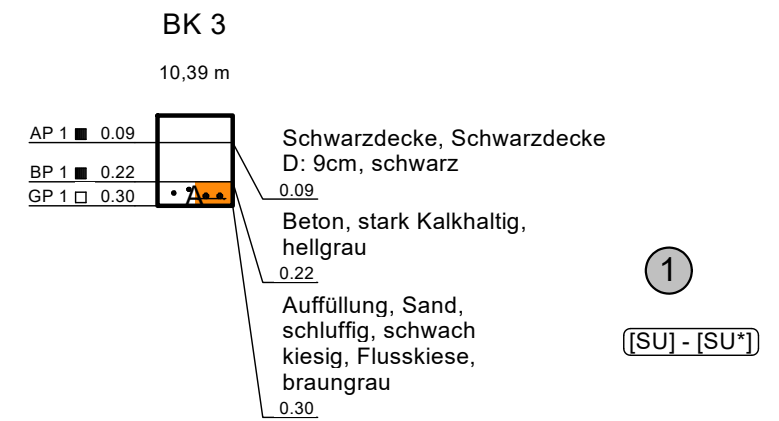 BK 3
10,39 m
AP 1 0.09
BP 1 0.22
GP 1 0.30
A
Schwarzdecke, Schwarzdecke
D: 9cm, schwarz
0.09
Beton, stark Kalkhaltig,
hellgrau
0.22
Auffüllung, Sand,
schluffig, schwach
kiesig, Flusskiese,
braungrau
0.30
1
[SU] - [SU*]